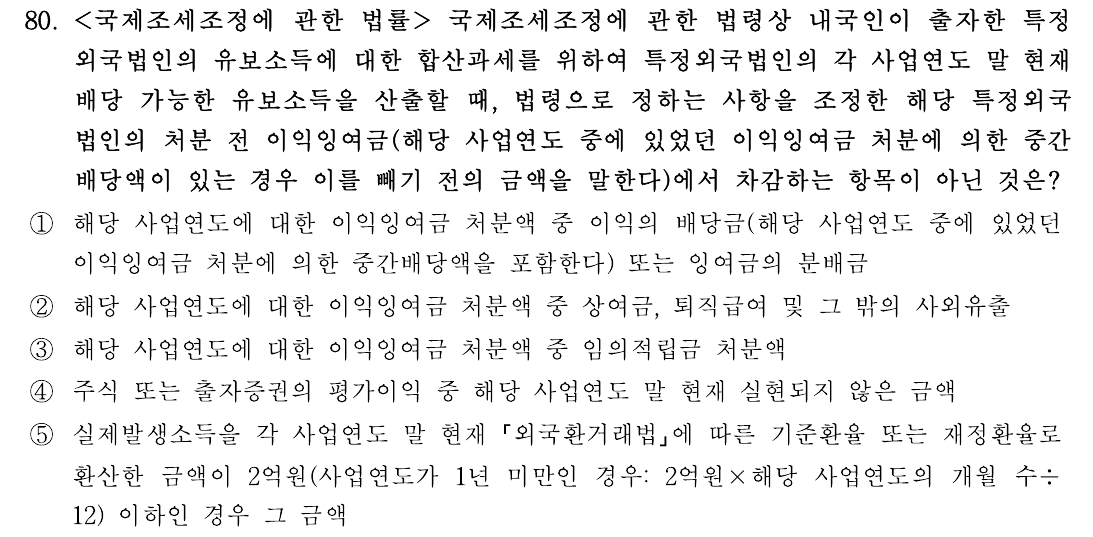 80. <국제조세조정에 관한 법률> 국제조세조정에 관한 법령상 내국인이 출자한 특정
외국법인의 유보소득에 대한 합산과세를 위하여 특정외국법인의 각 사업연도 말 현재
배당 가능한 유보소득을 산출할 때, 법령으로 정하는 사항을 조정한 해당 특정외국
법인의 처분 전 이익잉여금(해당 사업연도 중에 있었던 이익잉여금 처분에 의한 중간
배당액이 있는 경우 이를 빼기 전의 금액을 말한다)에서 차감하는 항목이 아닌 것은?
① 해당 사업연도에 대한 이익잉여금 처분액 중 이익의 배당금(해당 사업연도 중에 있었던
이익잉여금 처분에 의한 중간배당액을 포함한다) 또는 잉여금의 분배금
② 해당 사업연도에 대한 이익잉여금 처분액 중 상여금, 퇴직급여 및 그 밖의 사외유출
③ 해당 사업연도에 대한 이익잉여금 처분액 중 임의적립금 처분액
④ 주식 또는 출자증권의 평가이익 중 해당 사업연도 말 현재 실현되지 않은 금액
⑤ 실제발생소득을 각 사업연도 말 현재 「외국환거래법」에 따른 기준환율 또는 재정환율로
환산한 금액이 2억원(사업연도가 1년 미만인 경우: 2억원×해당 사업연도의 개월 수÷
12) 이하인 경우 그 금액